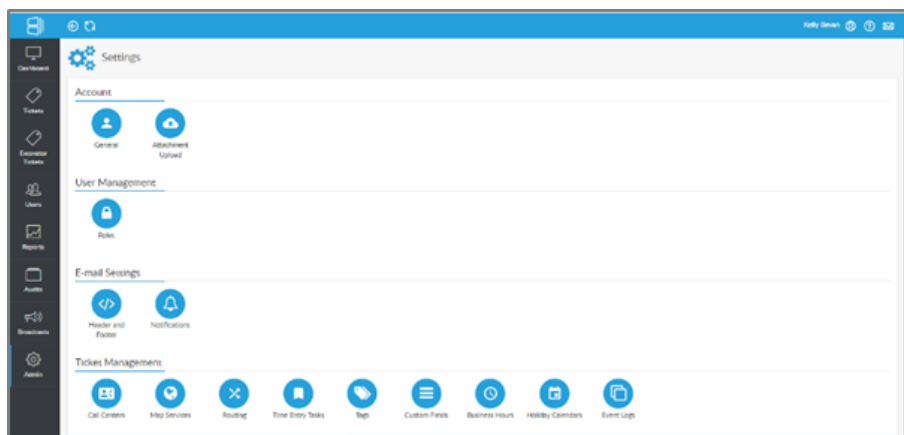 Kelly Bevan
Settings
Dashboard
Tickets
Excavator
Tickets
Users
Reports
Audits
Broadcasts
Admin
Account
General
Attachment
Upload
User Management
Roles
E-mail Settings
Header and
Footer
Notifications
Ticket Management
Call Centers
Map Services
Routing
Time Entry Tasks
Tags
Custom Fields
Business Hours
Holiday Calendars
Event Logs